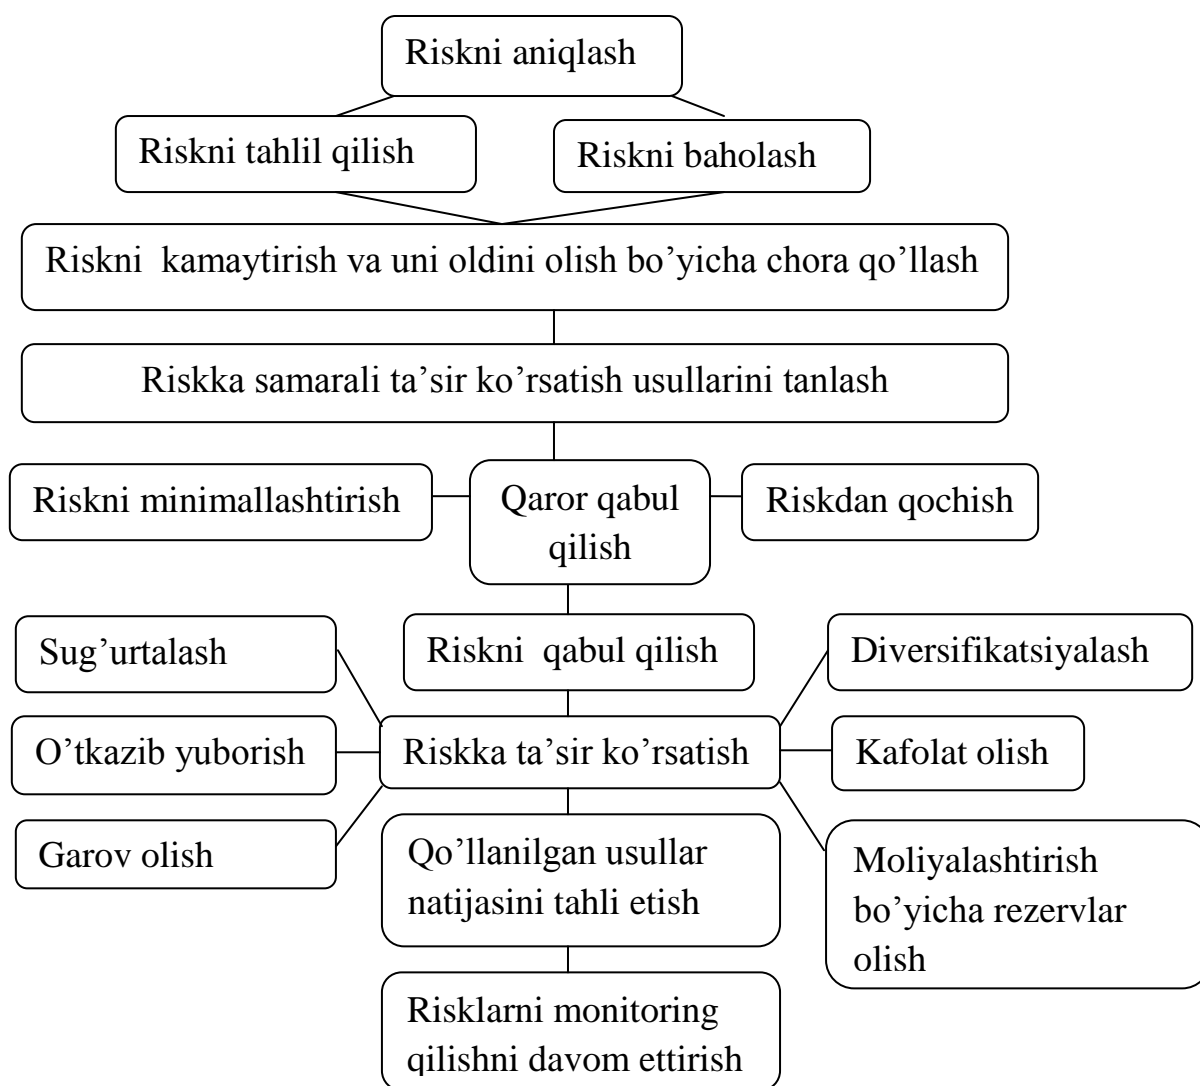 Riskni aniqlash
Riskni tahlil qilish
Riskni baholash
Riskni kamaytirish va uni oldini olish bo’yicha chora qo’llash
Riskka samarali ta’sir ko’rsatish usullarini tanlash
Riskni minimallashtirish
Qaror qabul
qilish
Riskdan qochish
Sug’urtalash
Riskni qabul qilish
Diversifikatsiyalash
O’tkazib yuborish
Riskka ta’sir ko’rsatish
Kafolat olish
Garov olish
Qo’llanilgan usullar
natijasini tahli etish
Moliyalashtirish
bo’yicha rezervlar
olish
Risklarni monitoring
qilishni davom ettirish